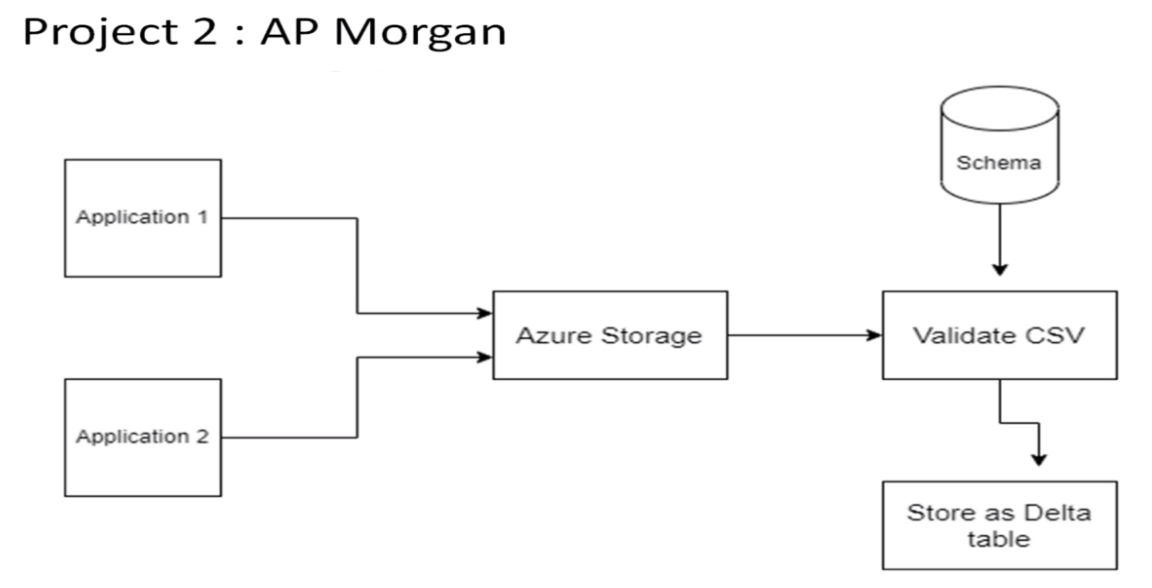 Project 2 : AP Morgan
Schema
Application 1
Azure Storage
Validate CSV
Application 2
Store as Delta
table